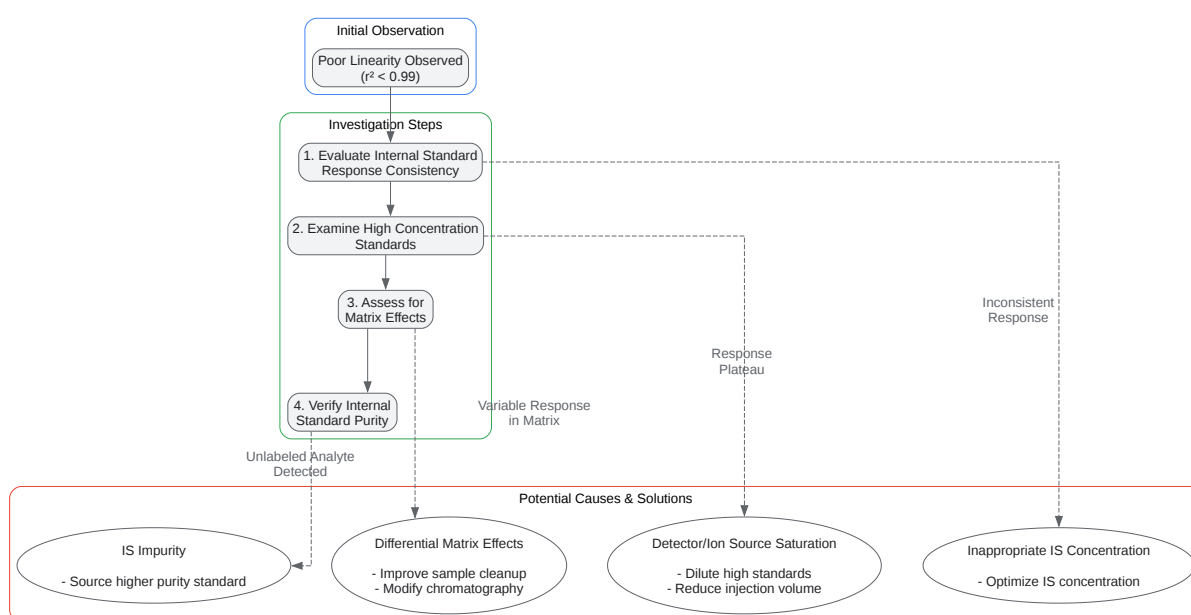 Initial Observation
Poor Linearity Observed
(r² < 0.99)
Investigation Steps
1. Evaluate Internal Standard
Response Consistency
2. Examine High Concentration
Standards
3. Assess for
Matrix Effects
Inconsistent
Response
Response
Plateau
4. Verify Internal
Standard Purity
Variable Response
in Matrix
Unlabeled Analyte
Detected
Potential Causes & Solutions
IS Impurity
- Source higher purity standard
Differential Matrix Effects
- Improve sample cleanup
- Modify chromatography
Detector/Ion Source Saturation
- Dilute high standards
- Reduce injection volume
Inappropriate IS Concentration
- Optimize IS concentration